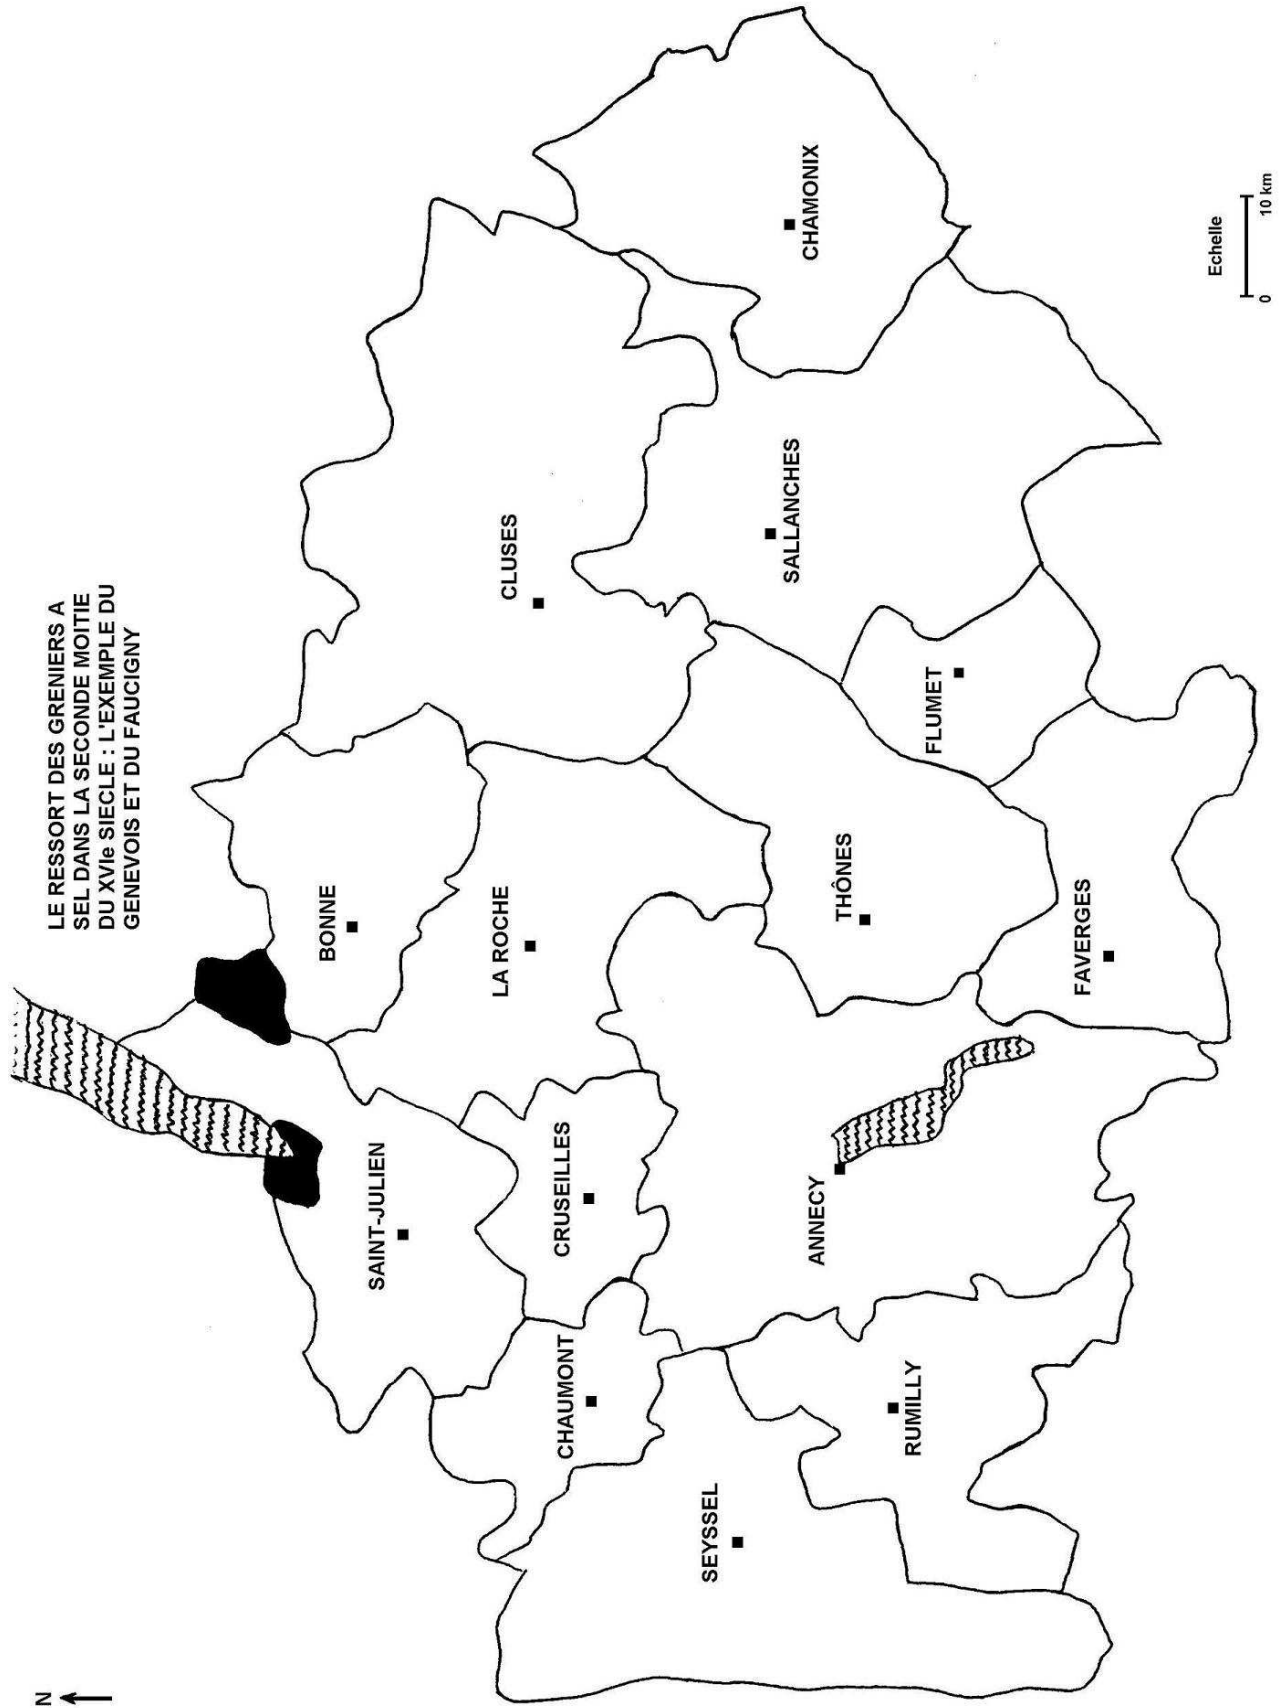 LE RESSORT DES GRENIERS A
SEL DANS LA SECONDE MOITIE
DU XVIe SIECLE : L'EXEMPLE DU
GENEVOIS ET DU FAUCIGNY
N
BONNE
SAINT-JULIEN
CLUSES
LA ROCHE
CRUSEILLES
CHAUMONT
SEYSSEL
CHAMONIX
SALLANCHES
ANNECY
THÔNES
RUMILLY
FLUMET
FAVERGES
Echelle
0
10 km